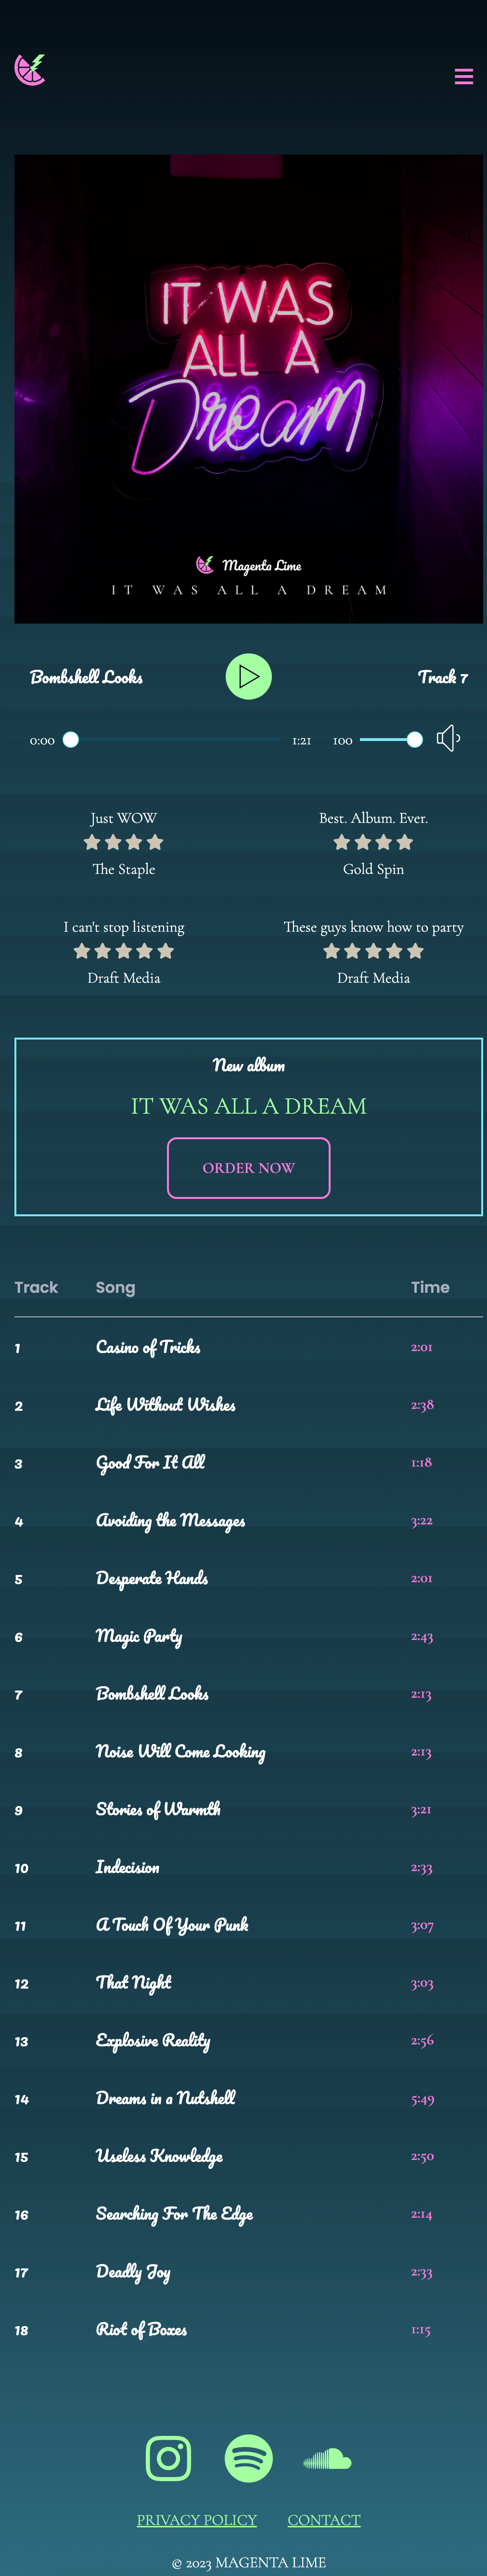 IT WAS
ALL A
Dream
Magenta Lime
IT WAS ALL A DREAM
Bombshell Looks
Track 7
0:00
1:21
100
Just WOW
The Staple
Best. Album. Ever.
Gold Spin
I can't stop listening
Draft Media
These guys know how to party
Draft Media
New album
IT WAS ALL A DREAM
ORDER NOW
Track Song Time
1 Casino of Tricks 2:01
2 Life Without Wishes 2:38
3 Good For It All 1:18
4 Avoiding the Messages 3:22
5 Desperate Hands 2:01
6 Magic Party 2:43
7 Bombshell Looks 2:13
8 Noise Will Come Looking 2:13
9 Stories of Warmth 3:21
10 Indecision 2:33
11 A Touch Of Your Punk 3:07
12 That Night 3:03
13 Explosive Reality 2:56
14 Dreams in a Nutshell 5:49
15 Useless Knowledge 2:50
16 Searching For The Edge 2:14
17 Deadly Joy 2:33
18 Riot of Boxes 1:15
PRIVACY POLICY CONTACT
© 2023 MAGENTA LIME